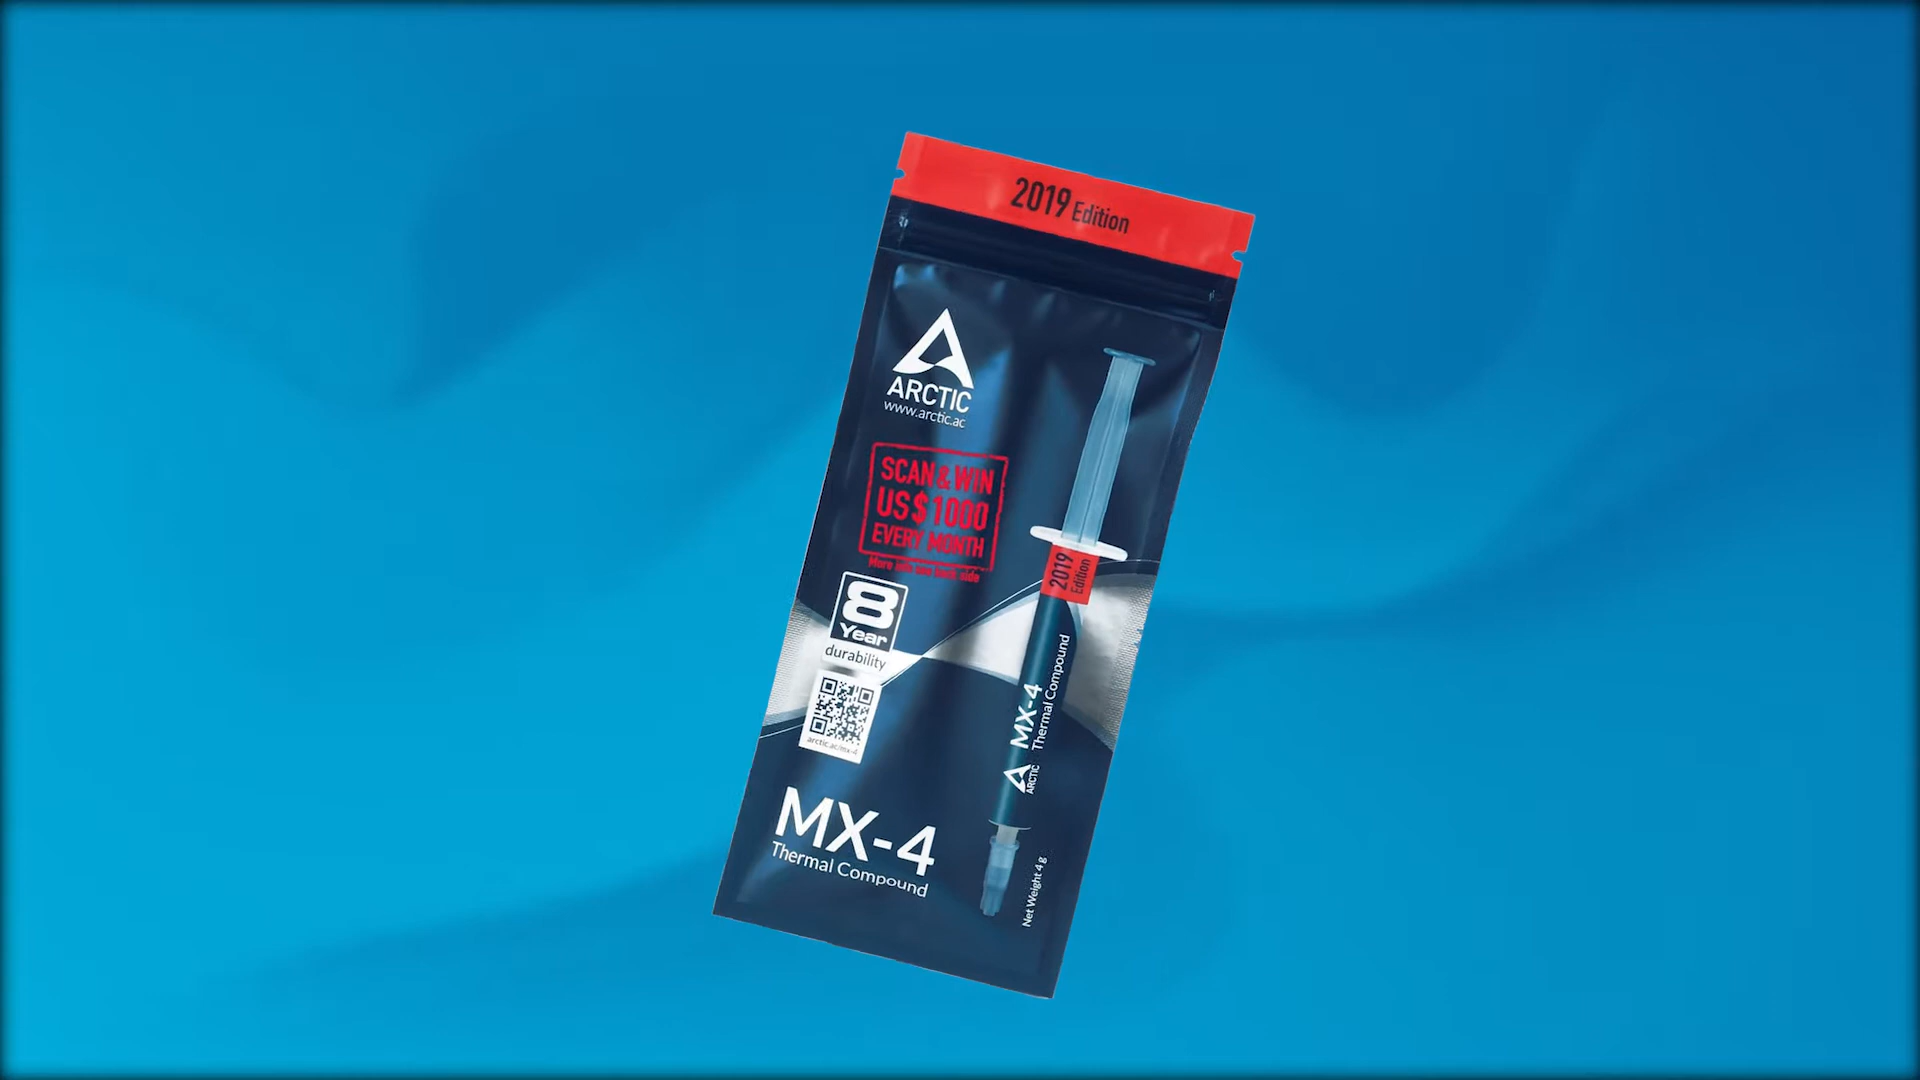 2019 Edition
ARCTIC
www.arctic.ac
SCAN & WIN
US$1000
EVERY MONTH
8
Year
durability
arctic.ac/mx-4
MX-4
Thermal Compound
2019
Edition
MX-4
Thermal Compound
ARCTIC
Net Weight 4 g